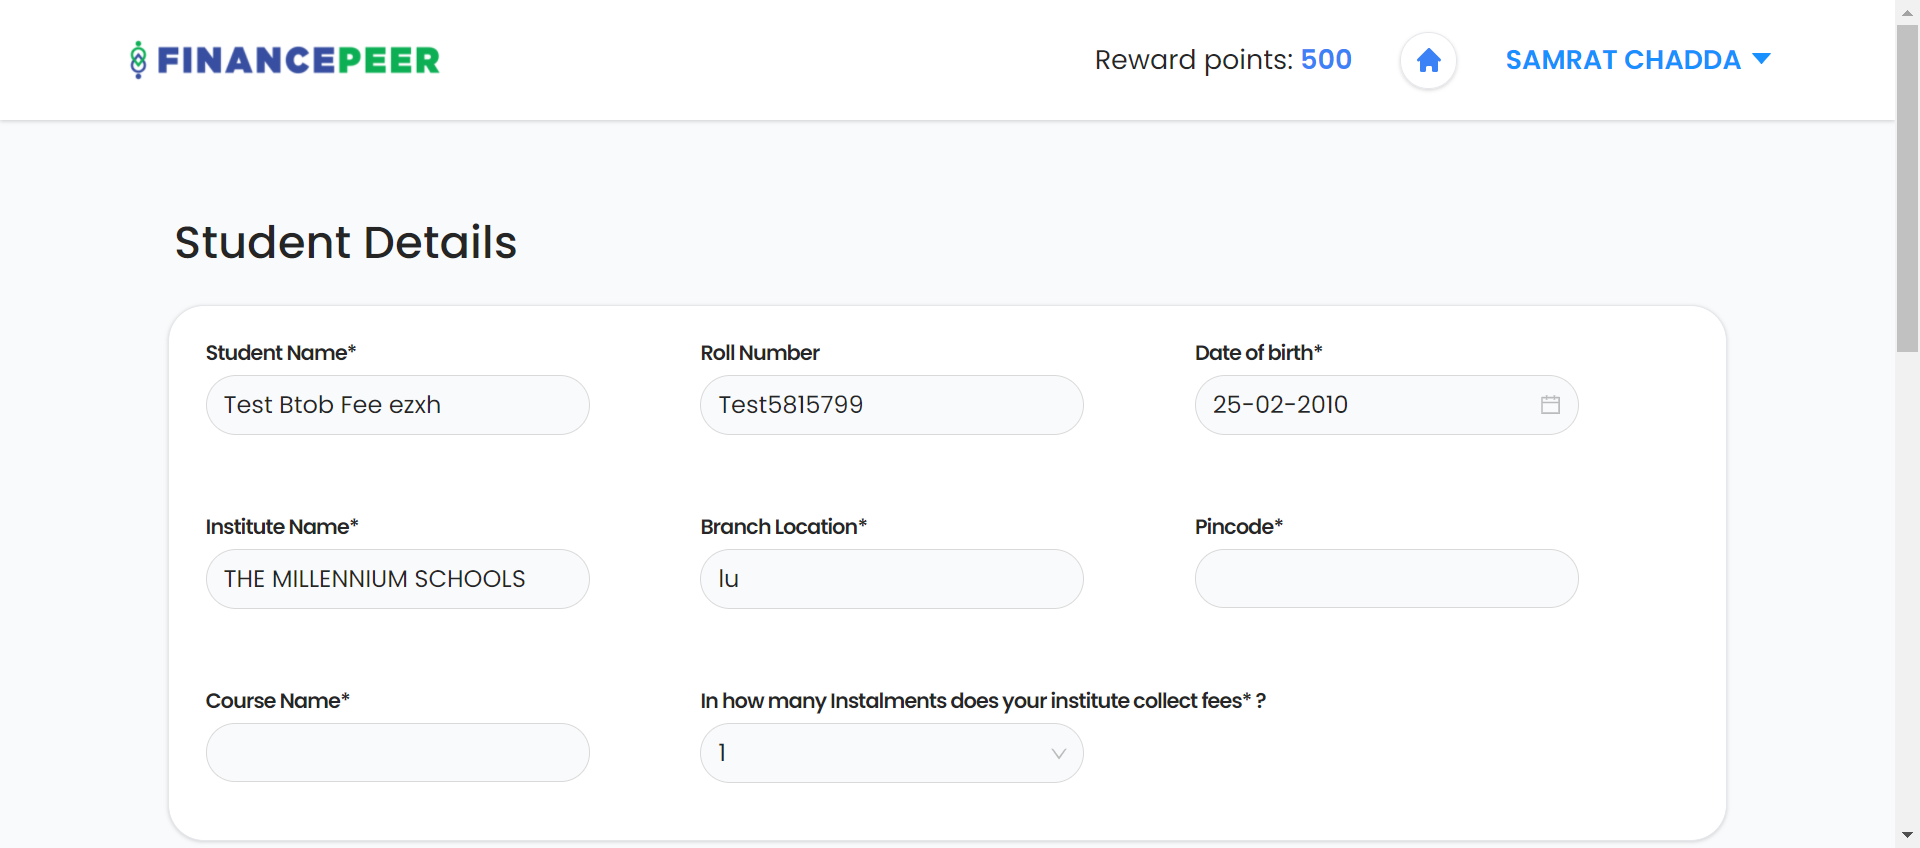 FINANCEPEER
Reward points: 500
SAMRAT CHADDA
Student Details
Student Name*
Roll Number
Date of birth*
Test Btob Fee ezxh
Test5815799
25-02-2010
Institute Name*
Branch Location*
Pincode*
THE MILLENNIUM SCHOOLS
lu
Course Name*
In how many Instalments does your institute collect fees* ?
1